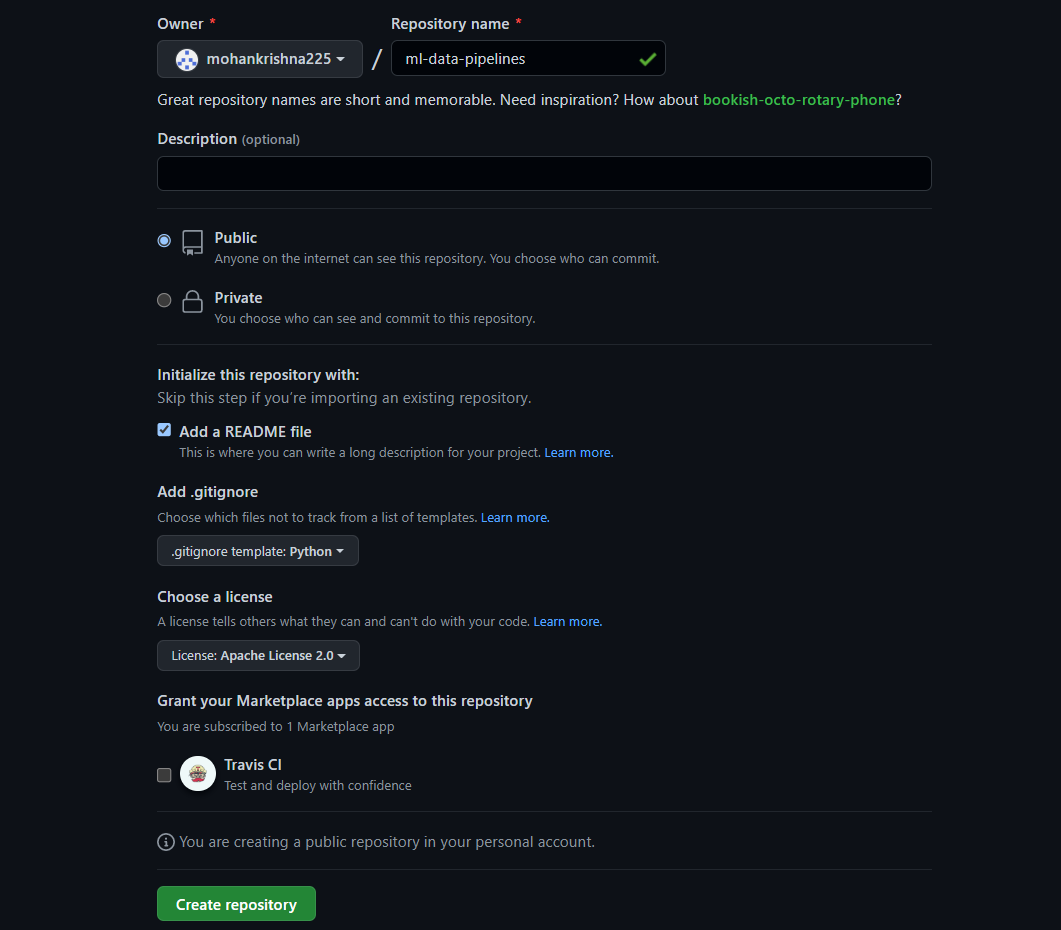 Owner * Repository name *
mohankrishna225 / ml-data-pipelines
Great repository names are short and memorable. Need inspiration? How about bookish-octo-rotary-phone?
Description (optional)
Public
Anyone on the internet can see this repository. You choose who can commit.
Private
You choose who can see and commit to this repository.
Initialize this repository with:
Skip this step if you’re importing an existing repository.
Add a README file
This is where you can write a long description for your project. Learn more.
Add .gitignore
Choose which files not to track from a list of templates. Learn more.
.gitignore template: Python
Choose a license
A license tells others what they can and can't do with your code. Learn more.
License: Apache License 2.0
Grant your Marketplace apps access to this repository
You are subscribed to 1 Marketplace app
Travis CI
Test and deploy with confidence
You are creating a public repository in your personal account.
Create repository